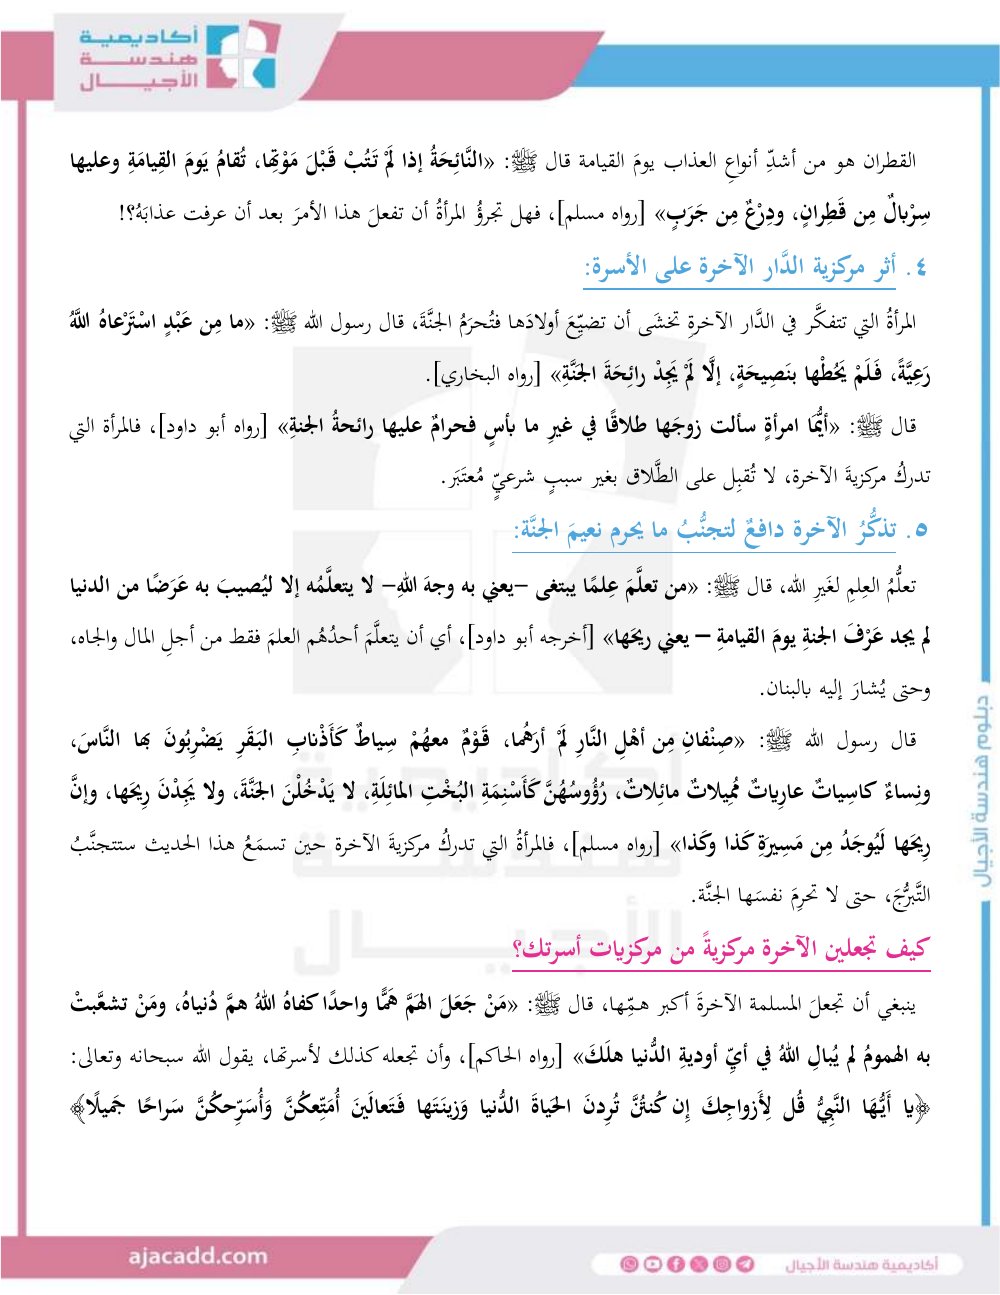 أكاديمية
هندسة
الأجيال
القطران هو من أشدِّ أنواعِ العذاب يومَ القيامة قال ﷺ: «النَّائِحَةُ إذا لَمْ تَتُبْ قَبْلَ مَوْتِها، تُقامُ يَومَ القِيامَةِ وعليها
سِرْبالٌ مِن قَطِرانٍ، ودِرْعٌ مِن جَرَبٍ» [رواه مسلم]، فهل تجرؤُ المرأةُ أن تفعلَ هذا الأمرَ بعد أن عرفت عذابَهُ؟!
٤. أثر مركزية الدَّار الآخرة على الأسرة:
المرأةُ التي تتفكَّر في الدَّار الآخرةِ تخشَى أن تضيِّعَ أولادَها فتُحرَمُ الجنَّةَ، قال رسول الله ﷺ: «ما مِن عَبْدٍ اسْتَرْعاهُ اللَّهُ
رَعِيَّةً، فَلَمْ يَحُطْها بنَصِيحَةٍ، إلَّا لَمْ يَجِدْ رائِحَةَ الجَنَّةِ» [رواه البخاري].
قال ﷺ: «أيُّمَا امرأةٍ سألت زوجَها طلاقًا في غيرِ ما بأسٍ فحرامٌ عليها رائحةُ الجنةِ» [رواه أبو داود]، فالمرأة التي
تدركُ مركزيةَ الآخرة، لا تُقبِل على الطَّلاق بغير سببٍ شرعيّ مُعتَبَر.
٥. تذكُّرُ الآخرة دافعٌ لتجنُّبُ ما يحرم نعيمَ الجنَّة:
تعلُّمُ العِلمِ لغَيرِ الله، قال ﷺ: «من تعلَّمَ عِلمًا يبتغى –يعني به وجهَ اللهِ– لا يتعلَّمُه إلا ليُصيبَ به عَرَضًا من الدنيا
لم يجد عَرْفَ الجنةِ يومَ القيامةِ – يعني ريحَها» [أخرجه أبو داود]، أي أن يتعلَّمَ أحدُهُم العلمَ فقط من أجلِ المال والجاه،
وحتى يُشارَ إليه بالبنان.
قال رسول الله ﷺ: «صِنْفانِ مِن أهْلِ النَّارِ لَمْ أرَهُما، قَوْمٌ معهُمْ سِياطٌ كَأَذْنابِ البَقَرِ يَضْرِبُونَ بها النَّاسَ،
ونِساءٌ كاسِياتٌ عارِياتٌ مُمِيلاتٌ مائِلاتٌ، رُؤُوسُهُنَّ كَأَسْنِمَةِ البُخْتِ المائِلَةِ، لا يَدْخُلْنَ الجَنَّةَ، ولا يَجِدْنَ رِيحَها، وإنَّ
رِيحَها لَيُوجَدُ مِن مَسِيرَةِ كَذا وكَذا» [رواه مسلم]، فالمرأةُ التي تدركُ مركزيةَ الآخرة حين تسمَعُ هذا الحديث ستتجنَّبُ
التَّبرُّجَ، حتى لا تحرِمَ نفسَها الجنَّة.
كيف تجعلين الآخرة مركزيةً من مركزيات أسرتك؟
ينبغي أن تجعلَ المسلمة الآخرةَ أكبر همّها، قال ﷺ: «مَنْ جَعَلَ الهَمَّ هَمًّا واحدًا كفاهُ اللهُ همَّ دُنياهُ، ومَنْ تشعَّبتْ
به الهمومُ لم يُبالِ اللهُ في أيِّ أوديةِ الدُّنيا هلَكَ» [رواه الحاكم]، وأن تجعله كذلك لأسرتها، يقول الله سبحانه وتعالى:
﴿يا أَيُّهَا النَّبِيُّ قُل لِأَزواجِكَ إِن كُنتُنَّ تُرِدنَ الحَياةَ الدُّنيا وَزينَتَها فَتَعالَينَ أُمَتِّعكُنَّ وَأُسَرِّحكُنَّ سَراحًا جَميلًا﴾
دبلوم هندسة الأجيال
أكاديمية هندسة الأجيال
ajacadd.com